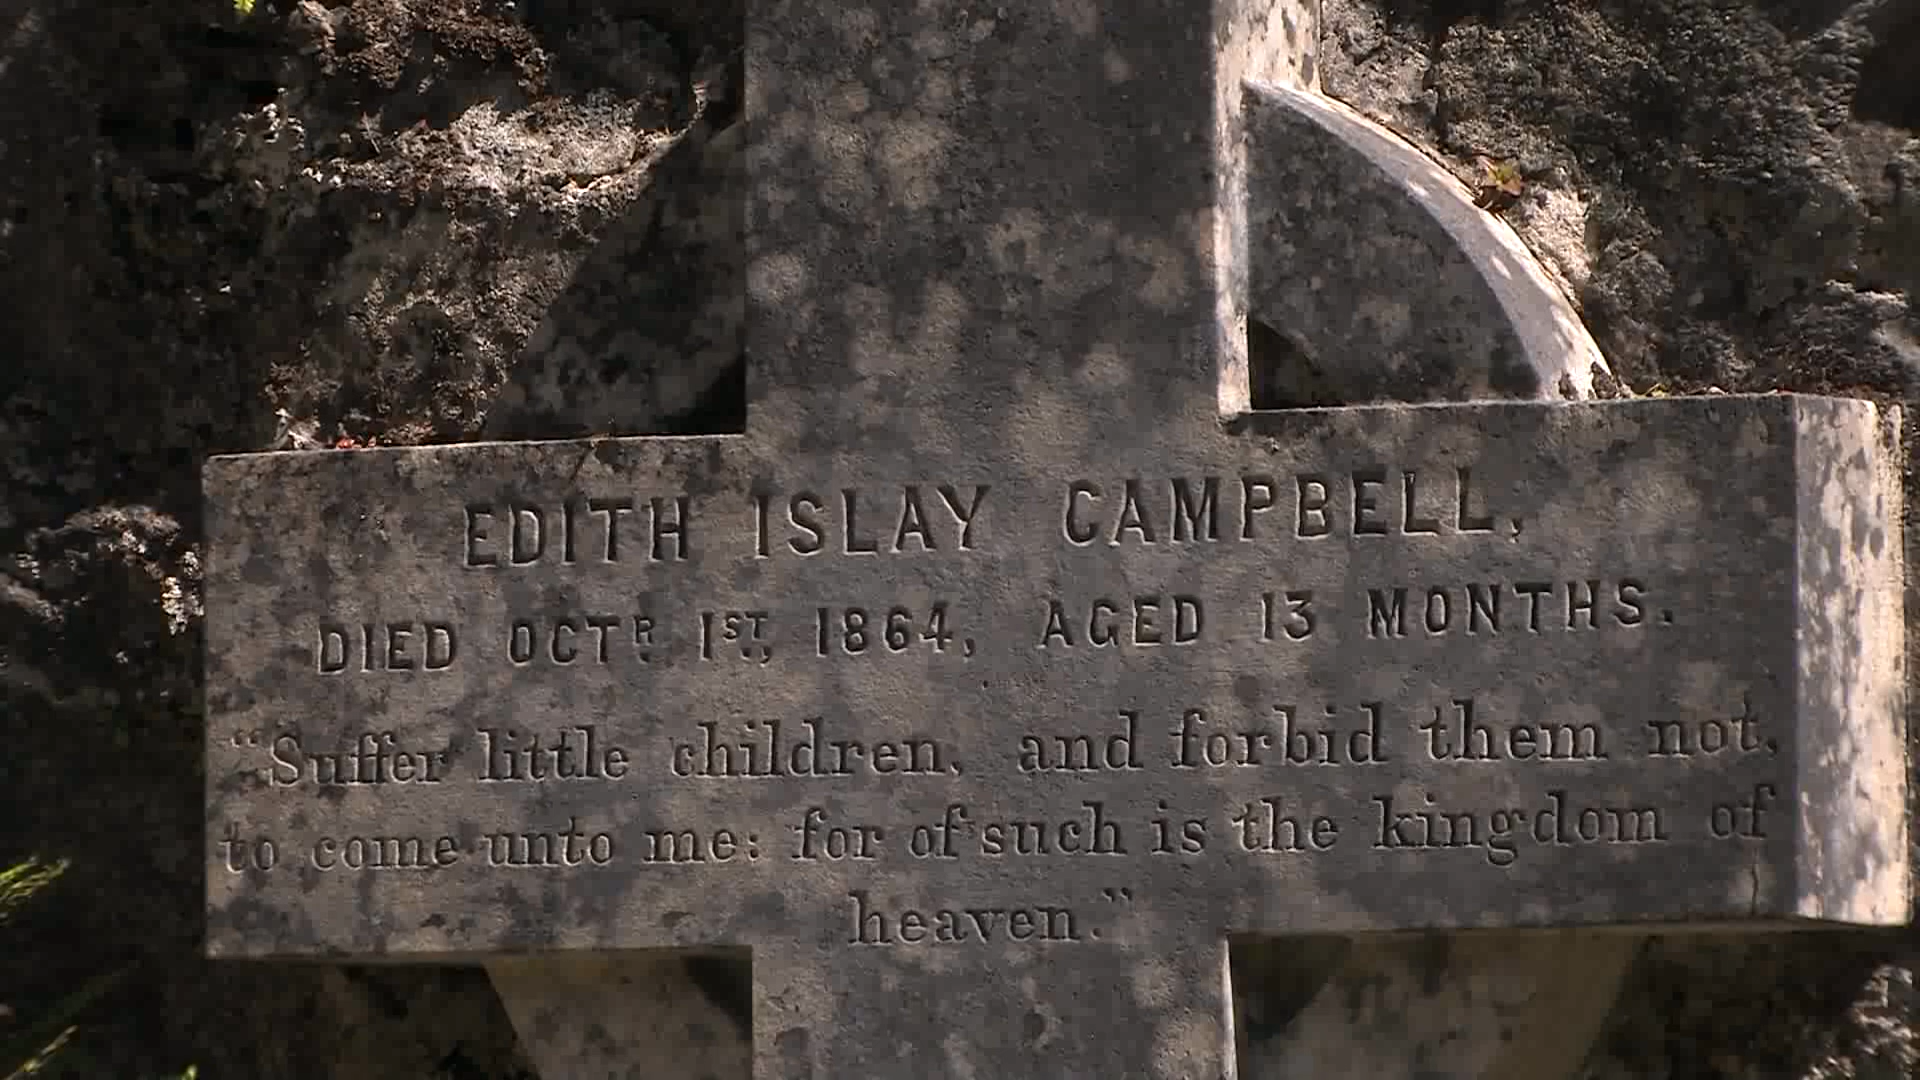 EDITH ISLAY CAMPBELL,
DIED OCTR. 1ST, 1864, AGED 13 MONTHS.
“Suffer little children, and forbid them not,
to come unto me: for of such is the kingdom of
heaven.”